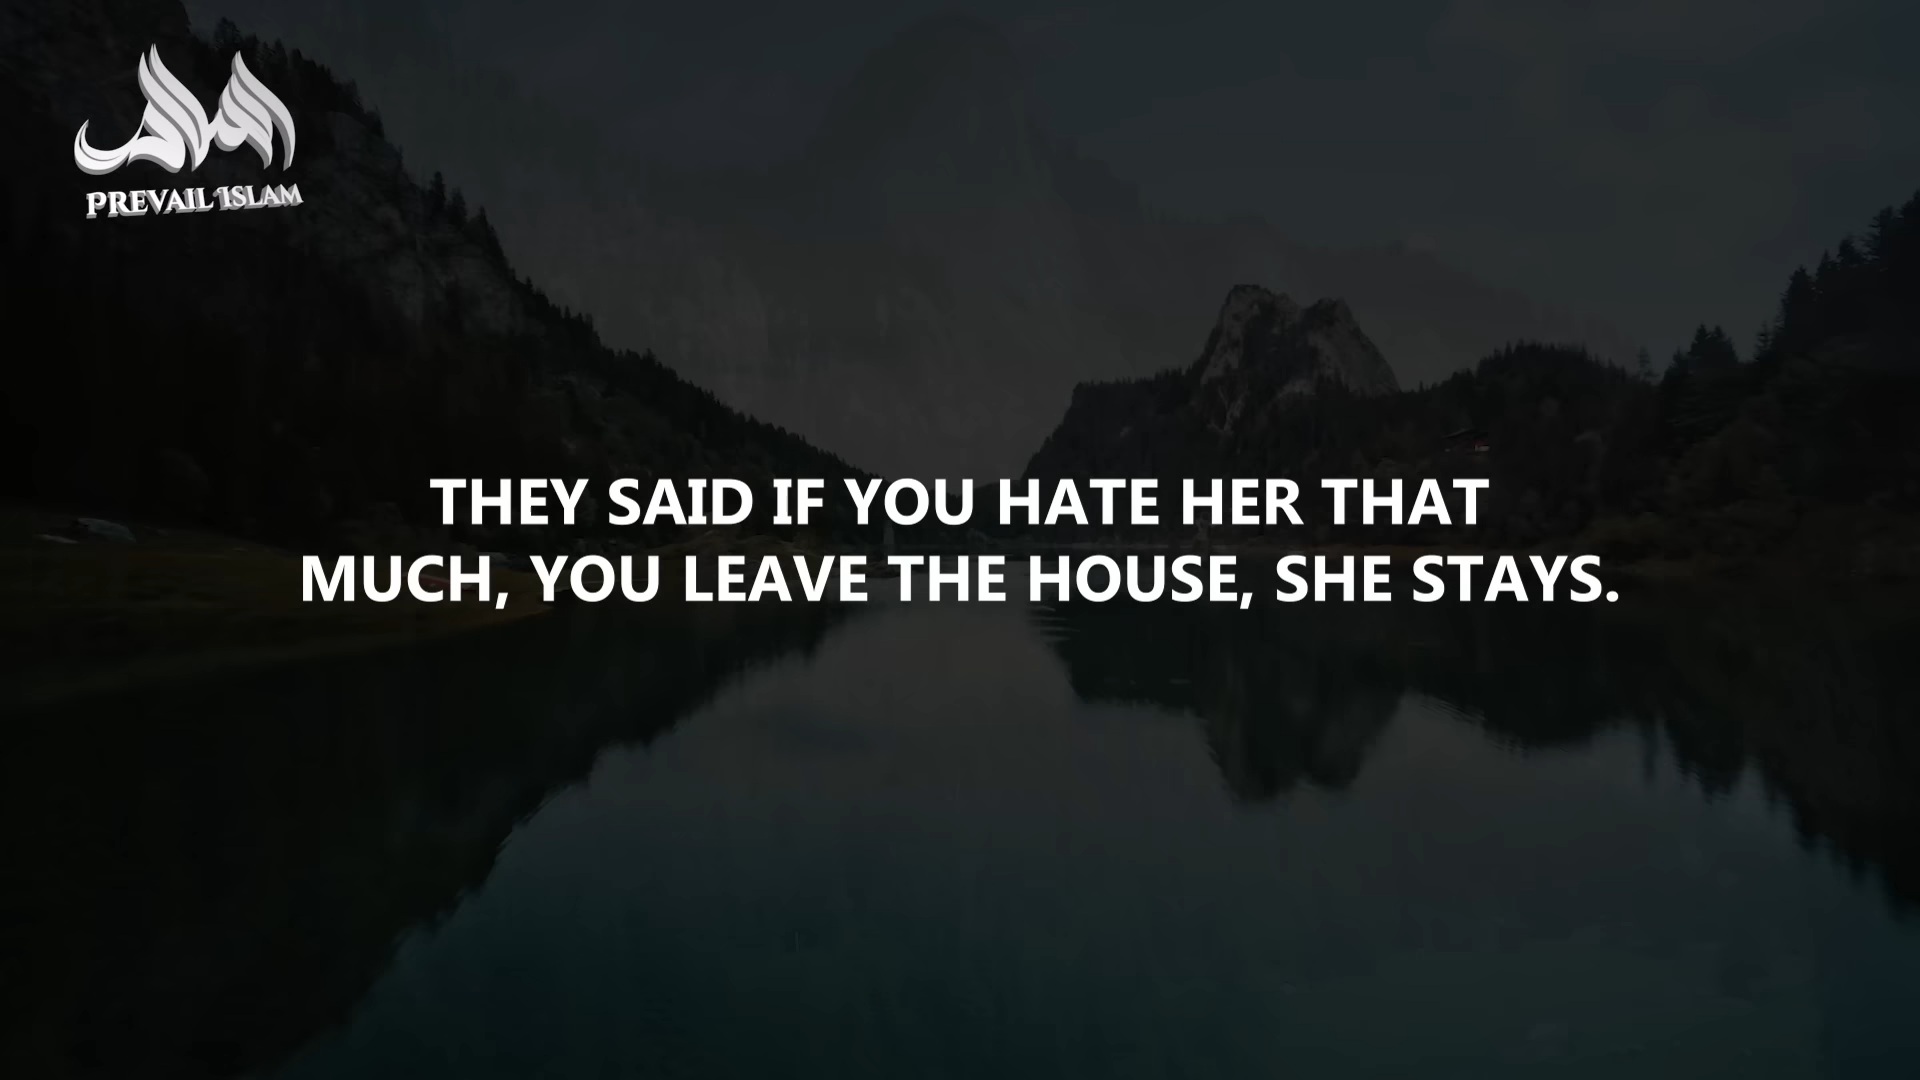 PREVAIL ISLAM
THEY SAID IF YOU HATE HER THAT
MUCH, YOU LEAVE THE HOUSE, SHE STAYS.